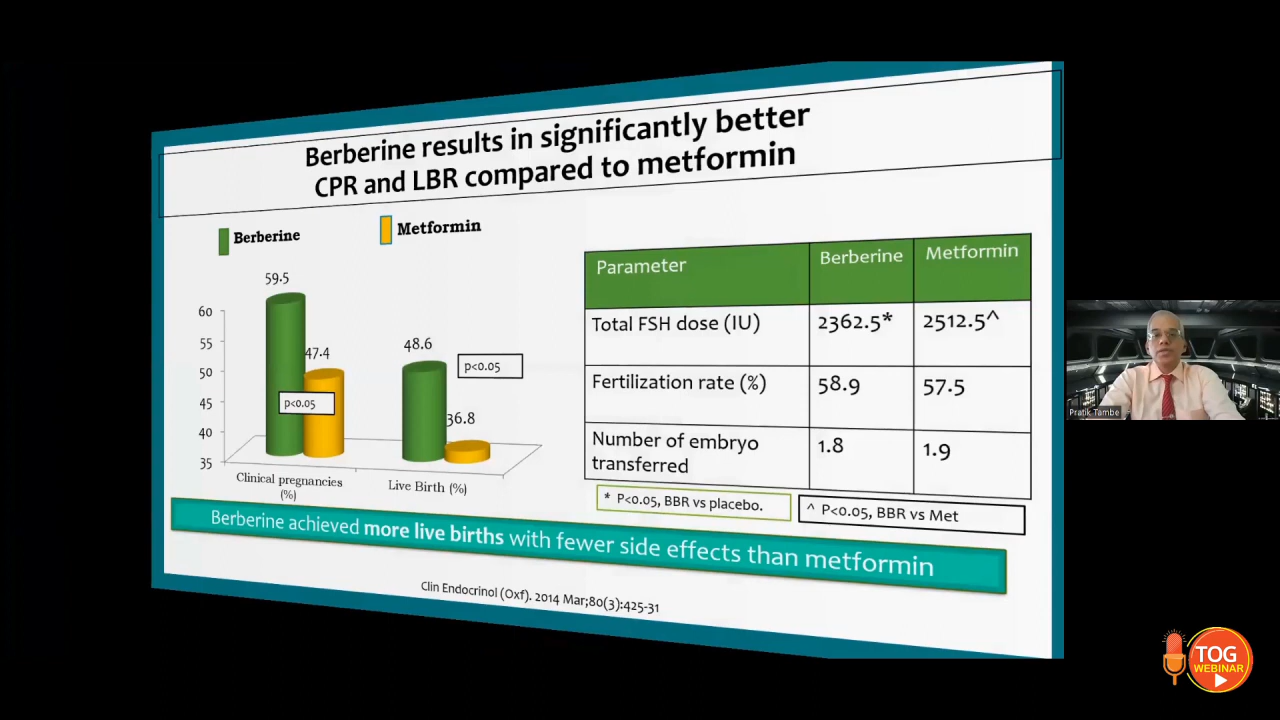 Berberine results in significantly better
CPR and LBR compared to metformin
Berberine
Metformin
59.5
47.4
48.6
36.8
p<0.05
p<0.05
60
55
50
45
40
35
Clinical pregnancies
(%)
Live Birth (%)
Parameter Berberine Metformin
Total FSH dose (IU) 2362.5* 2512.5^
Fertilization rate (%) 58.9 57.5
Number of embryo
transferred 1.8 1.9
* P<0.05, BBR vs placebo.
^ P<0.05, BBR vs Met
Berberine achieved more live births with fewer side effects than metformin
Clin Endocrinol (Oxf). 2014 Mar;80(3):425-31
Pratik Tambe
TOG
WEBINAR